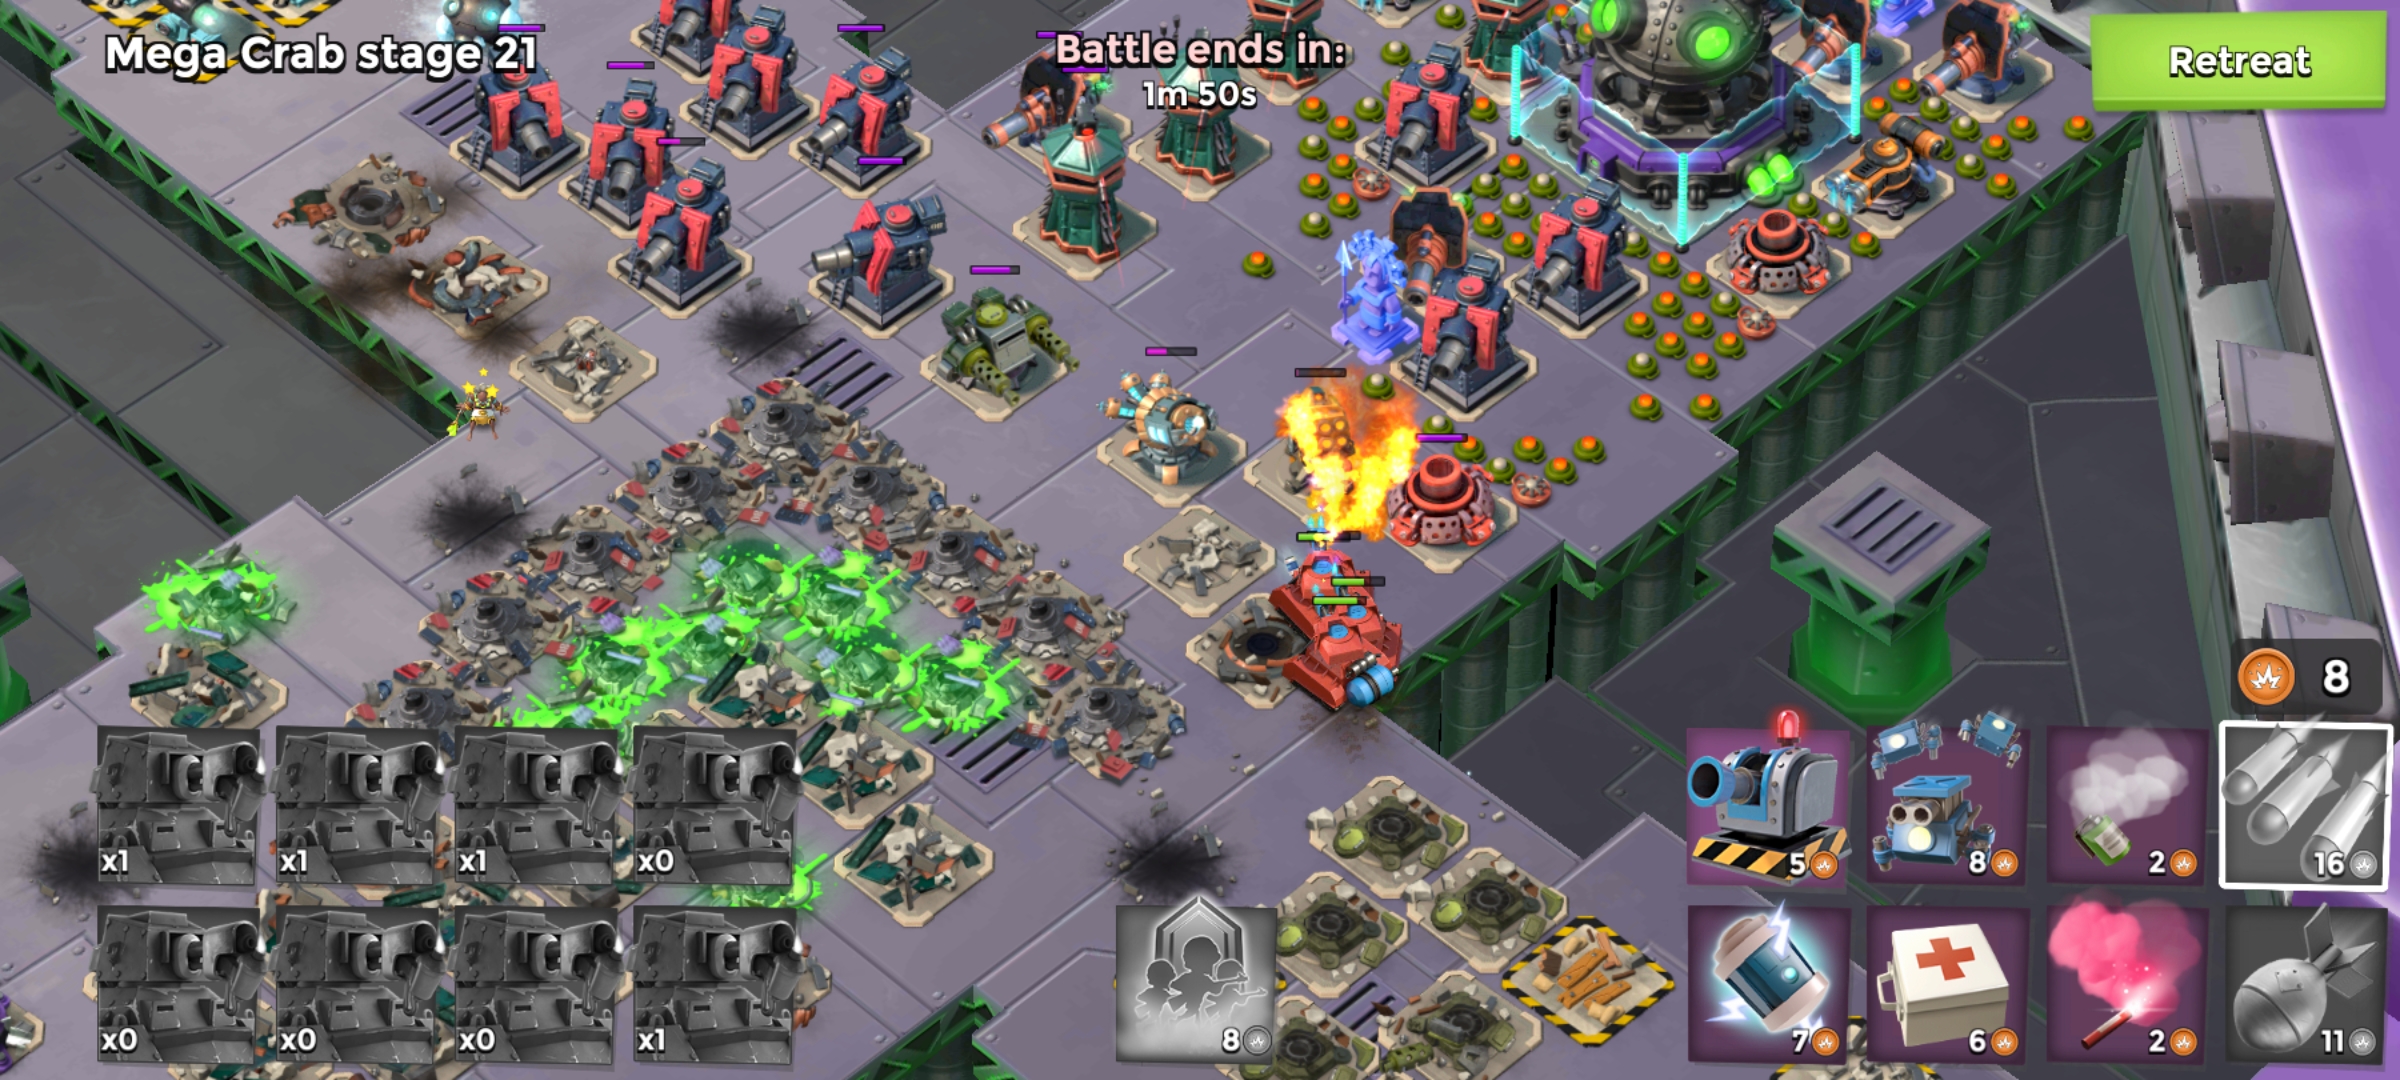 Mega Crab stage 21
Battle ends in:
1m 50s
Retreat
8
x1
x1
x1
x0
5
8
2
16
x0
x0
x0
x1
8
7
6
2
11